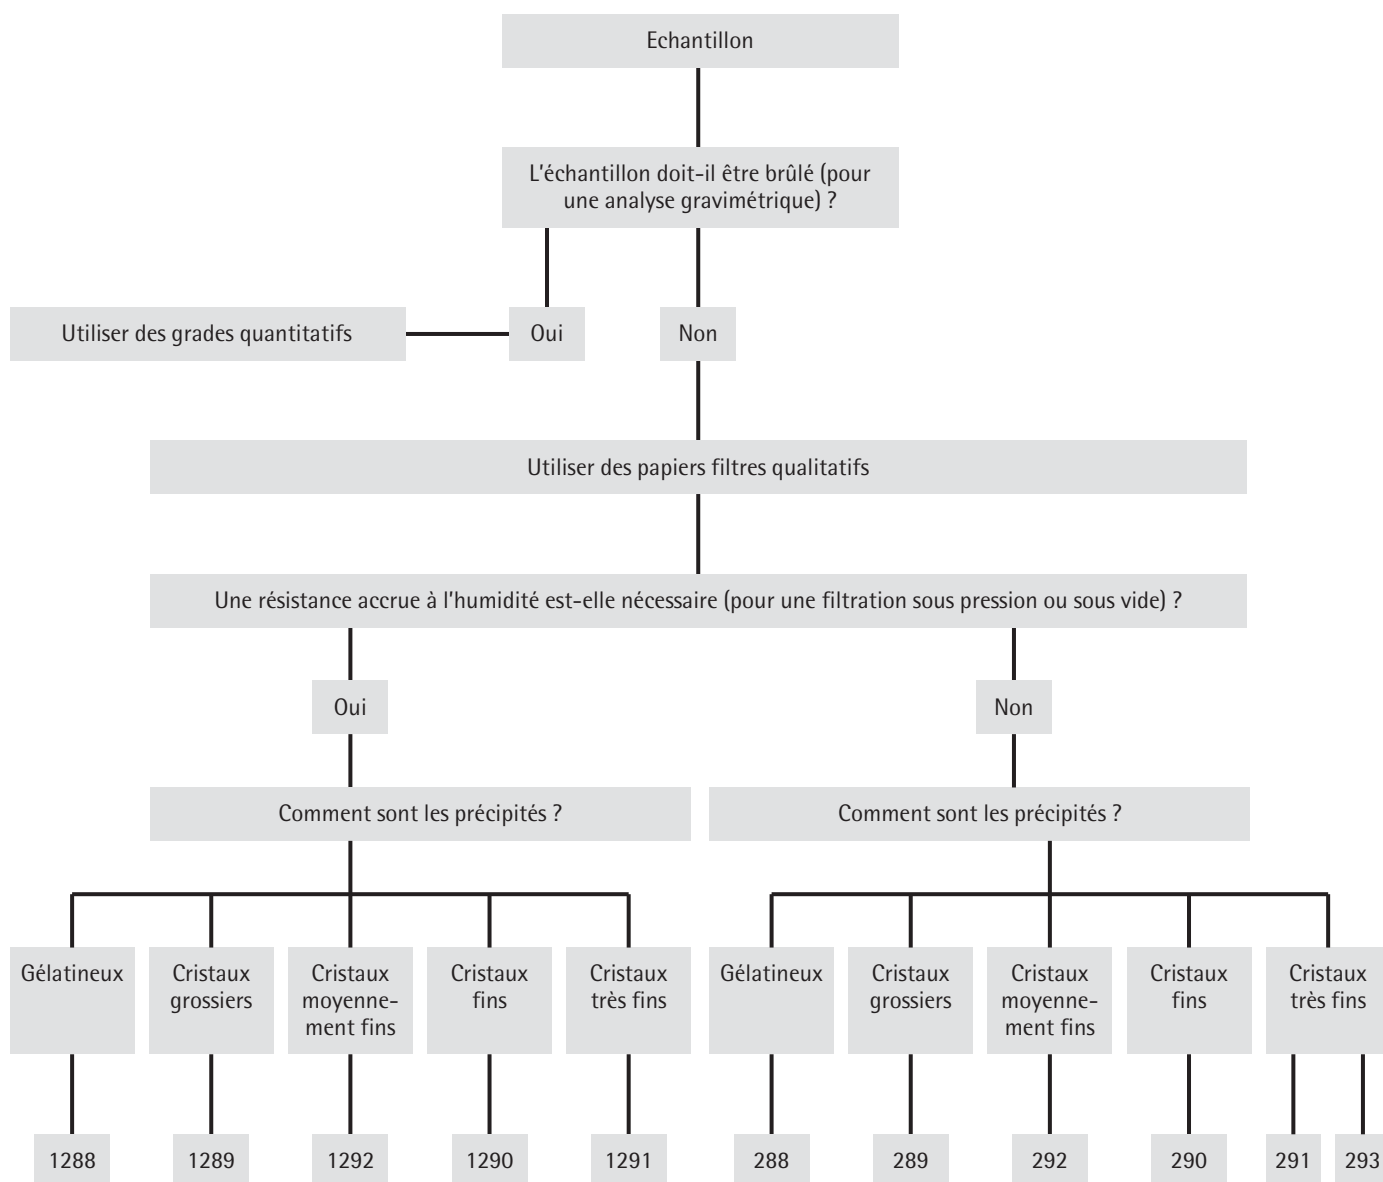 Echantillon
L'échantillon doit-il être brûlé (pour
une analyse gravimétrique) ?
Utiliser des grades quantitatifs
Oui
Non
Utiliser des papiers filtres qualitatifs
Une résistance accrue à l'humidité est-elle nécessaire (pour une filtration sous pression ou sous vide) ?
Oui
Non
Comment sont les précipités ?
Comment sont les précipités ?
Gélatineux
Cristaux
grossiers
Cristaux
moyenne-
ment fins
Cristaux
fins
Cristaux
très fins
Gélatineux
Cristaux
grossiers
Cristaux
moyenne-
ment fins
Cristaux
fins
Cristaux
très fins
1288
1289
1292
1290
1291
288
289
292
290
291
293